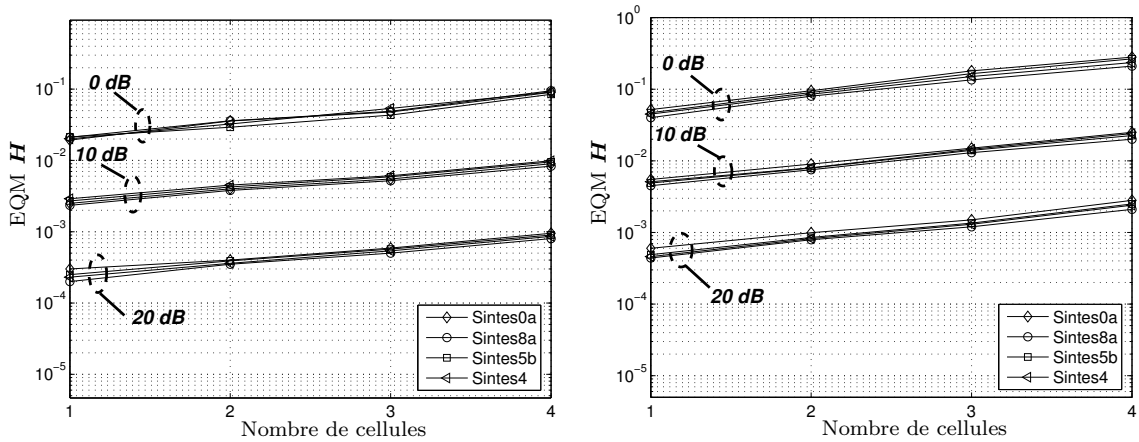 10⁻¹
10⁻²
10⁻³
10⁻⁴
10⁻⁵
EQM H
0 dB
10 dB
20 dB
Sintes0a
Sintes8a
Sintes5b
Sintes4
1 2 3 4
Nombre de cellules
10⁰
10⁻¹
10⁻²
10⁻³
10⁻⁴
10⁻⁵
EQM H
0 dB
10 dB
20 dB
Sintes0a
Sintes8a
Sintes5b
Sintes4
1 2 3 4
Nombre de cellules